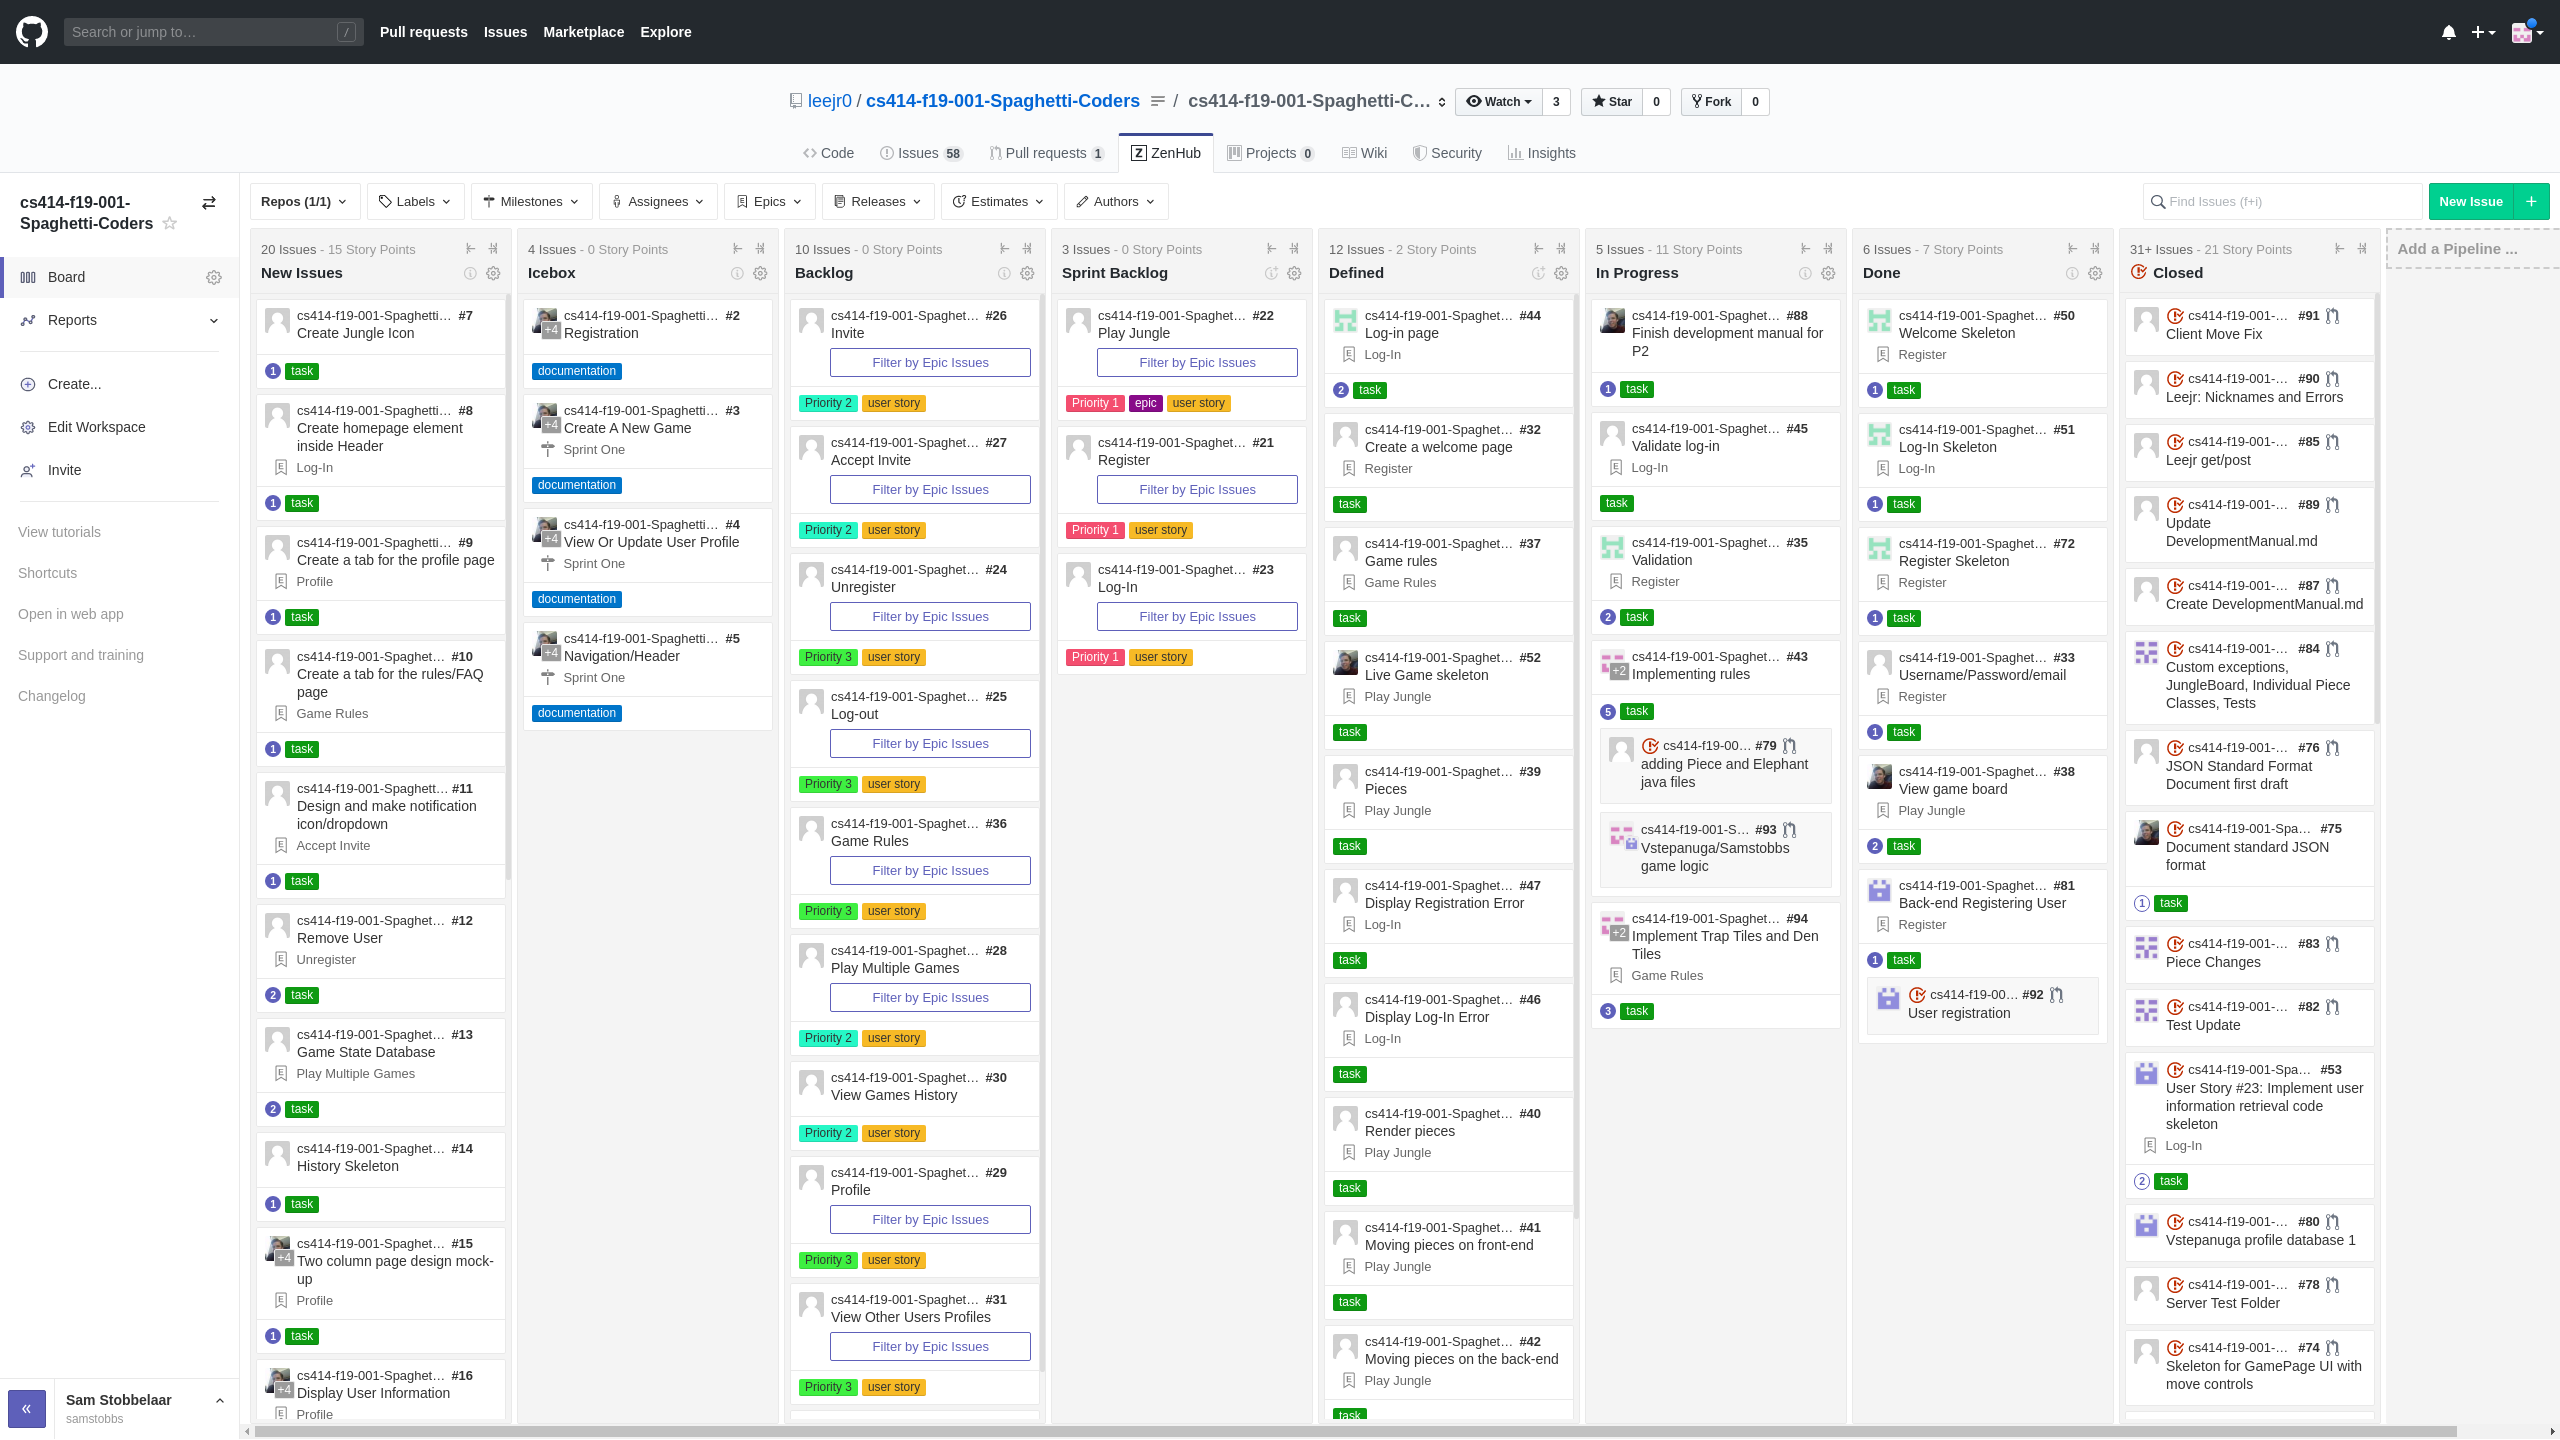 Search or jump to…
/
Pull requests
Issues
Marketplace
Explore
leejr0 / cs414-f19-001-Spaghetti-Coders / cs414-f19-001-Spaghetti-C…
Watch 3
Star 0
Fork 0
Code
Issues 58
Pull requests 1
ZenHub
Projects 0
Wiki
Security
Insights
cs414-f19-001-
Spaghetti-Coders
Board
Reports
Create...
Edit Workspace
Invite
View tutorials
Shortcuts
Open in web app
Support and training
Changelog
Sam Stobbelaar
samstobbs
Repos (1/1)
Labels
Milestones
Assignees
Epics
Releases
Estimates
Authors
Find Issues (f+i)
New Issue
20 Issues - 15 Story Points
New Issues
cs414-f19-001-Spaghetti… #7
Create Jungle Icon
1 task
cs414-f19-001-Spaghetti… #8
Create homepage element
inside Header
Log-In
1 task
cs414-f19-001-Spaghetti… #9
Create a tab for the profile page
Profile
1 task
cs414-f19-001-Spaghet… #10
Create a tab for the rules/FAQ
page
Game Rules
1 task
cs414-f19-001-Spaghett… #11
Design and make notification
icon/dropdown
Accept Invite
1 task
cs414-f19-001-Spaghet… #12
Remove User
Unregister
2 task
cs414-f19-001-Spaghet… #13
Game State Database
Play Multiple Games
2 task
cs414-f19-001-Spaghet… #14
History Skeleton
1 task
+4 cs414-f19-001-Spaghet… #15
Two column page design mock-
up
Profile
1 task
+4 cs414-f19-001-Spaghet… #16
Display User Information
Profile
4 Issues - 0 Story Points
Icebox
+4 cs414-f19-001-Spaghetti… #2
Registration
documentation
+4 cs414-f19-001-Spaghetti… #3
Create A New Game
Sprint One
documentation
+4 cs414-f19-001-Spaghetti… #4
View Or Update User Profile
Sprint One
documentation
+4 cs414-f19-001-Spaghetti… #5
Navigation/Header
Sprint One
documentation
10 Issues - 0 Story Points
Backlog
cs414-f19-001-Spaghet… #26
Invite
Filter by Epic Issues
Priority 2 user story
cs414-f19-001-Spaghet… #27
Accept Invite
Filter by Epic Issues
Priority 2 user story
cs414-f19-001-Spaghet… #24
Unregister
Filter by Epic Issues
Priority 3 user story
cs414-f19-001-Spaghet… #25
Log-out
Filter by Epic Issues
Priority 3 user story
cs414-f19-001-Spaghet… #36
Game Rules
Filter by Epic Issues
Priority 3 user story
cs414-f19-001-Spaghet… #28
Play Multiple Games
Filter by Epic Issues
Priority 2 user story
cs414-f19-001-Spaghet… #30
View Games History
Priority 2 user story
cs414-f19-001-Spaghet… #29
Profile
Filter by Epic Issues
Priority 3 user story
cs414-f19-001-Spaghet… #31
View Other Users Profiles
Filter by Epic Issues
Priority 3 user story
3 Issues - 0 Story Points
Sprint Backlog
cs414-f19-001-Spaghet… #22
Play Jungle
Filter by Epic Issues
Priority 1 epic user story
cs414-f19-001-Spaghet… #21
Register
Filter by Epic Issues
Priority 1 user story
cs414-f19-001-Spaghet… #23
Log-In
Filter by Epic Issues
Priority 1 user story
12 Issues - 2 Story Points
Defined
cs414-f19-001-Spaghet… #44
Log-in page
Log-In
2 task
cs414-f19-001-Spaghet… #32
Create a welcome page
Register
task
cs414-f19-001-Spaghet… #37
Game rules
Game Rules
task
cs414-f19-001-Spaghet… #52
Live Game skeleton
Play Jungle
task
cs414-f19-001-Spaghet… #39
Pieces
Play Jungle
task
cs414-f19-001-Spaghet… #47
Display Registration Error
Log-In
task
cs414-f19-001-Spaghet… #46
Display Log-In Error
Log-In
task
cs414-f19-001-Spaghet… #40
Render pieces
Play Jungle
task
cs414-f19-001-Spaghet… #41
Moving pieces on front-end
Play Jungle
task
cs414-f19-001-Spaghet… #42
Moving pieces on the back-end
Play Jungle
task
5 Issues - 11 Story Points
In Progress
cs414-f19-001-Spaghet… #88
Finish development manual for
P2
1 task
cs414-f19-001-Spaghet… #45
Validate log-in
Log-In
task
cs414-f19-001-Spaghet… #35
Validation
Register
2 task
+2 cs414-f19-001-Spaghet… #43
Implementing rules
5 task
cs414-f19-00… #79
adding Piece and Elephant
java files
cs414-f19-001-S… #93
Vstepanuga/Samstobbs
game logic
+2 cs414-f19-001-Spaghet… #94
Implement Trap Tiles and Den
Tiles
Game Rules
3 task
6 Issues - 7 Story Points
Done
cs414-f19-001-Spaghet… #50
Welcome Skeleton
Register
1 task
cs414-f19-001-Spaghet… #51
Log-In Skeleton
Log-In
1 task
cs414-f19-001-Spaghet… #72
Register Skeleton
Register
1 task
cs414-f19-001-Spaghet… #33
Username/Password/email
Register
1 task
cs414-f19-001-Spaghet… #38
View game board
Play Jungle
2 task
cs414-f19-001-Spaghet… #81
Back-end Registering User
Register
1 task
cs414-f19-00… #92
User registration
31+ Issues - 21 Story Points
Closed
cs414-f19-001-… #91
Client Move Fix
cs414-f19-001-… #90
Leejr: Nicknames and Errors
cs414-f19-001-… #85
Leejr get/post
cs414-f19-001-… #89
Update
DevelopmentManual.md
cs414-f19-001-… #87
Create DevelopmentManual.md
cs414-f19-001-… #84
Custom exceptions,
JungleBoard, Individual Piece
Classes, Tests
cs414-f19-001-… #76
JSON Standard Format
Document first draft
cs414-f19-001-Spa… #75
Document standard JSON
format
1 task
cs414-f19-001-… #83
Piece Changes
cs414-f19-001-… #82
Test Update
cs414-f19-001-Spa… #53
User Story #23: Implement user
information retrieval code
skeleton
Log-In
2 task
cs414-f19-001-… #80
Vstepanuga profile database 1
cs414-f19-001-… #78
Server Test Folder
cs414-f19-001-… #74
Skeleton for GamePage UI with
move controls
Add a Pipeline ...